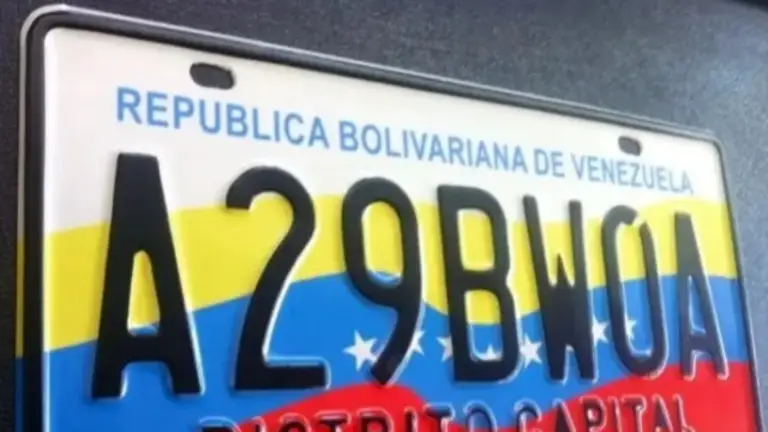 REPUBLICA BOLIVARIANA DE VENEZUELA
A29BW0A
DISTRITO CAPITAL